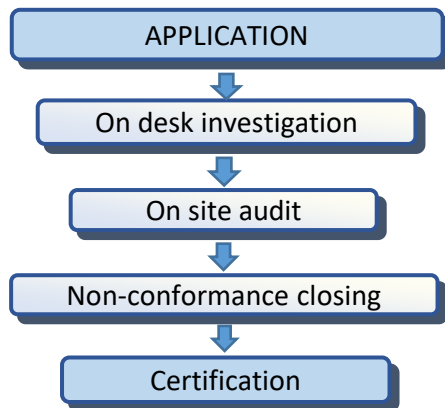 APPLICATION
On desk investigation
On site audit
Non-conformance closing
Certification